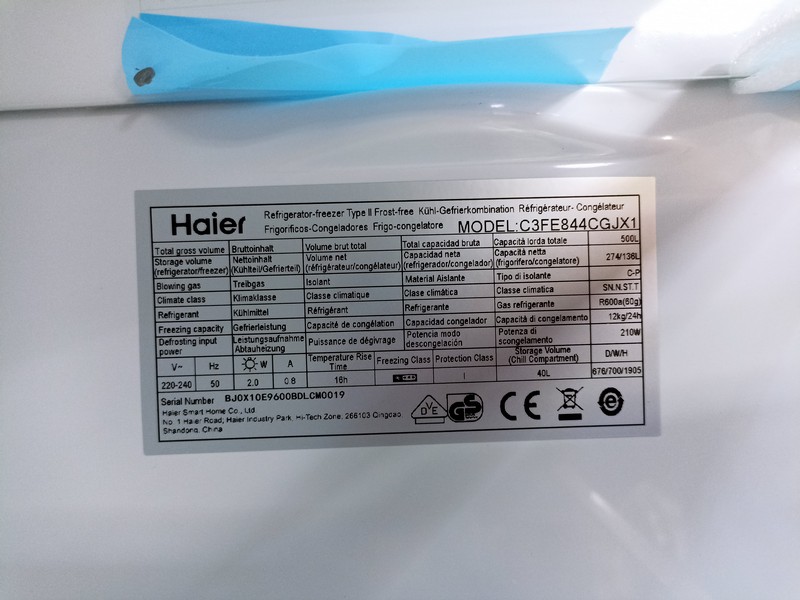 Haier
Refrigerator-freezer Type II Frost-free Kühl-Gefrierkombination Réfrigérateur- Congélateur
Frigoríficos-Congeladores Frigo-congelatore
MODEL:C3FE844CGJX1
Total gross volume Bruttoinhalt Volume brut total Total capacidad bruta Capacità lorda totale 500L
Storage volume (refrigerator/freezer) Nettoinhalt (Kühlteil/Gefrierteil) Volume net (réfrigérateur/congélateur) Capacidad neta (refrigerador/congelador) Capacità netta (frigorifero/congelatore) 274/136L
Blowing gas Treibgas Isolant Material Aislante Tipo di isolante C-P
Climate class Klimaklasse Classe climatique Clase climática Classe climatica SN.N.ST.T
Refrigerant Kühlmittel Réfrigérant Refrigerante Gas refrigerante R600a(60g)
Freezing capacity Gefrierleistung Capacité de congélation Capacidad congelador Capacità di congelamento 12kg/24h
Defrosting input power Leistungsaufnahme Abtauheizung Puissance de dégivrage Potencia modo descongelación Potenza di scongelamento 210W
V~ Hz W A Temperature Rise Time Freezing Class Protection Class Storage Volume (Chill Compartment) D/W/H
220-240 50 2.0 0.8 16h I 40L 676/700/1905
Serial Number BJ0X10E9600BDLCM0019
Haier Smart Home Co., Ltd
No.1 Haier Road, Haier Industry Park, Hi-Tech Zone, 266103 Qingdao,
Shandong, China
DVE GS CE